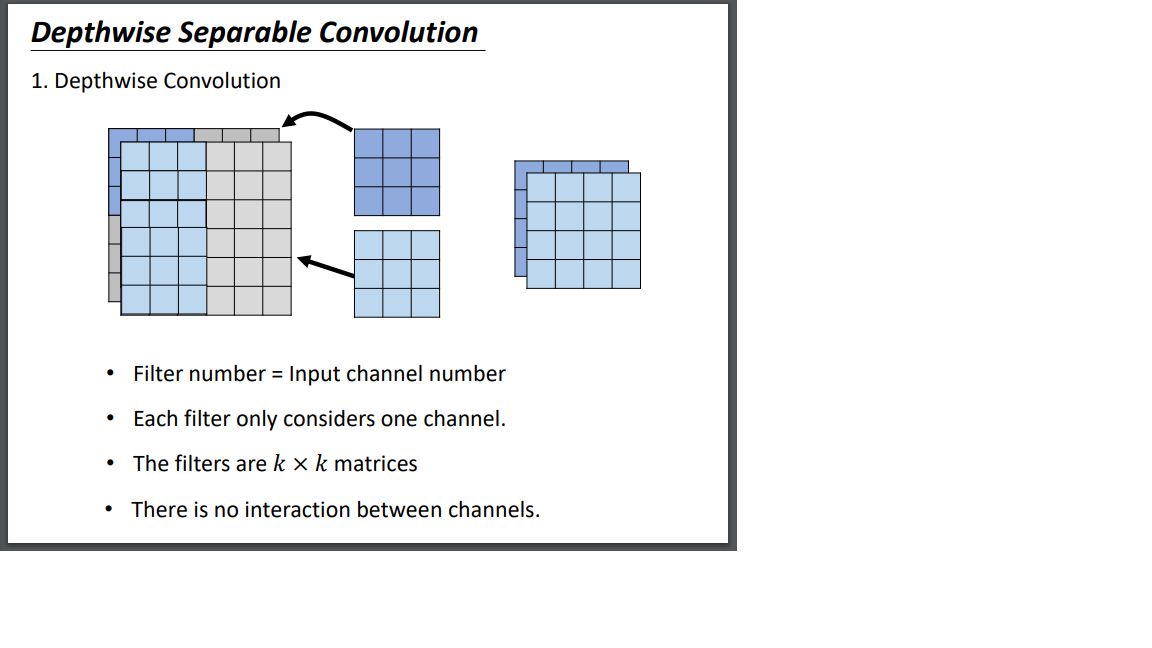 Depthwise Separable Convolution
1. Depthwise Convolution
• Filter number = Input channel number
• Each filter only considers one channel.
• The filters are 𝑘 × 𝑘 matrices
• There is no interaction between channels.